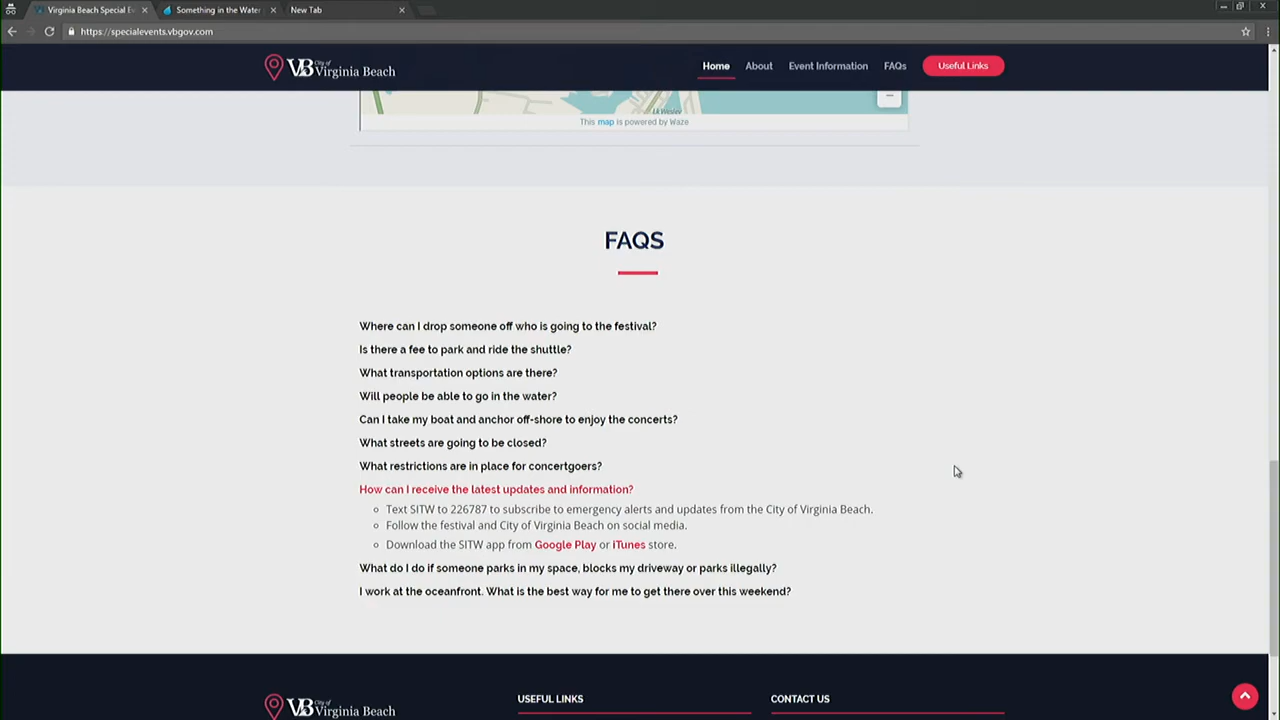 Virginia Beach Special Ev
Something in the Water
New Tab
https://specialevents.vbgov.com
VB City of Virginia Beach
Home
About
Event Information
FAQs
Useful Links
This map is powered by Waze
FAQS
Where can I drop someone off who is going to the festival?
Is there a fee to park and ride the shuttle?
What transportation options are there?
Will people be able to go in the water?
Can I take my boat and anchor off-shore to enjoy the concerts?
What streets are going to be closed?
What restrictions are in place for concertgoers?
How can I receive the latest updates and information?
Text SITW to 226787 to subscribe to emergency alerts and updates from the City of Virginia Beach.
Follow the festival and City of Virginia Beach on social media.
Download the SITW app from Google Play or iTunes store.
What do I do if someone parks in my space, blocks my driveway or parks illegally?
I work at the oceanfront. What is the best way for me to get there over this weekend?
VB City of Virginia Beach
USEFUL LINKS
CONTACT US